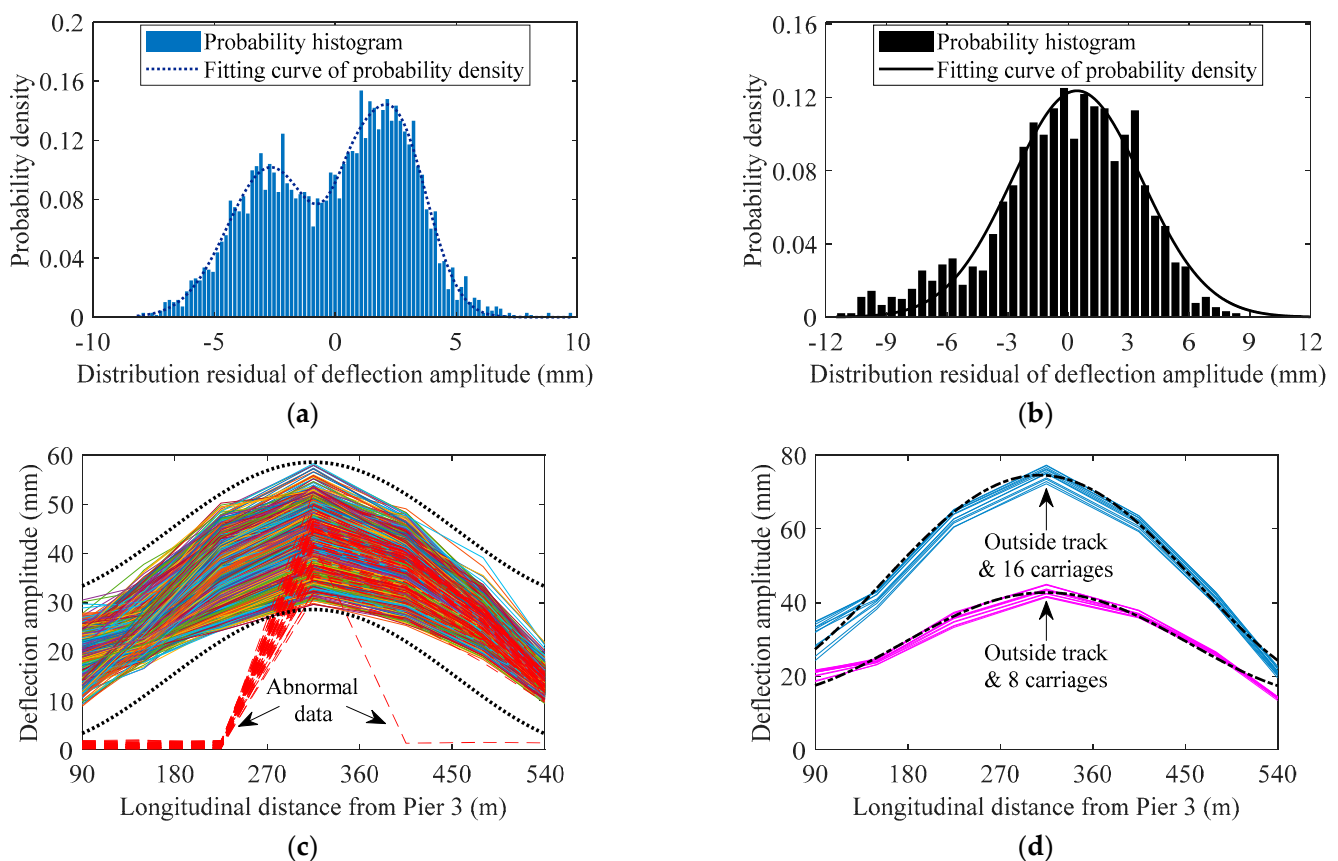 0.2
0.16
0.12
0.08
0.04
0
Probability density
Probability histogram
Fitting curve of probability density
-10 -5 0 5 10
Distribution residual of deflection amplitude (mm)
(a)
0.16
0.12
0.08
0.04
0
Probability density
Probability histogram
Fitting curve of probability density
-12 -9 -6 -3 0 3 6 9 12
Distribution residual of deflection amplitude (mm)
(b)
60
50
40
30
20
10
0
Deflection amplitude (mm)
Abnormal
data
90 180 270 360 450 540
Longitudinal distance from Pier 3 (m)
(c)
80
60
40
20
0
Deflection amplitude (mm)
Outside track
& 16 carriages
Outside track
& 8 carriages
90 180 270 360 450 540
Longitudinal distance from Pier 3 (m)
(d)